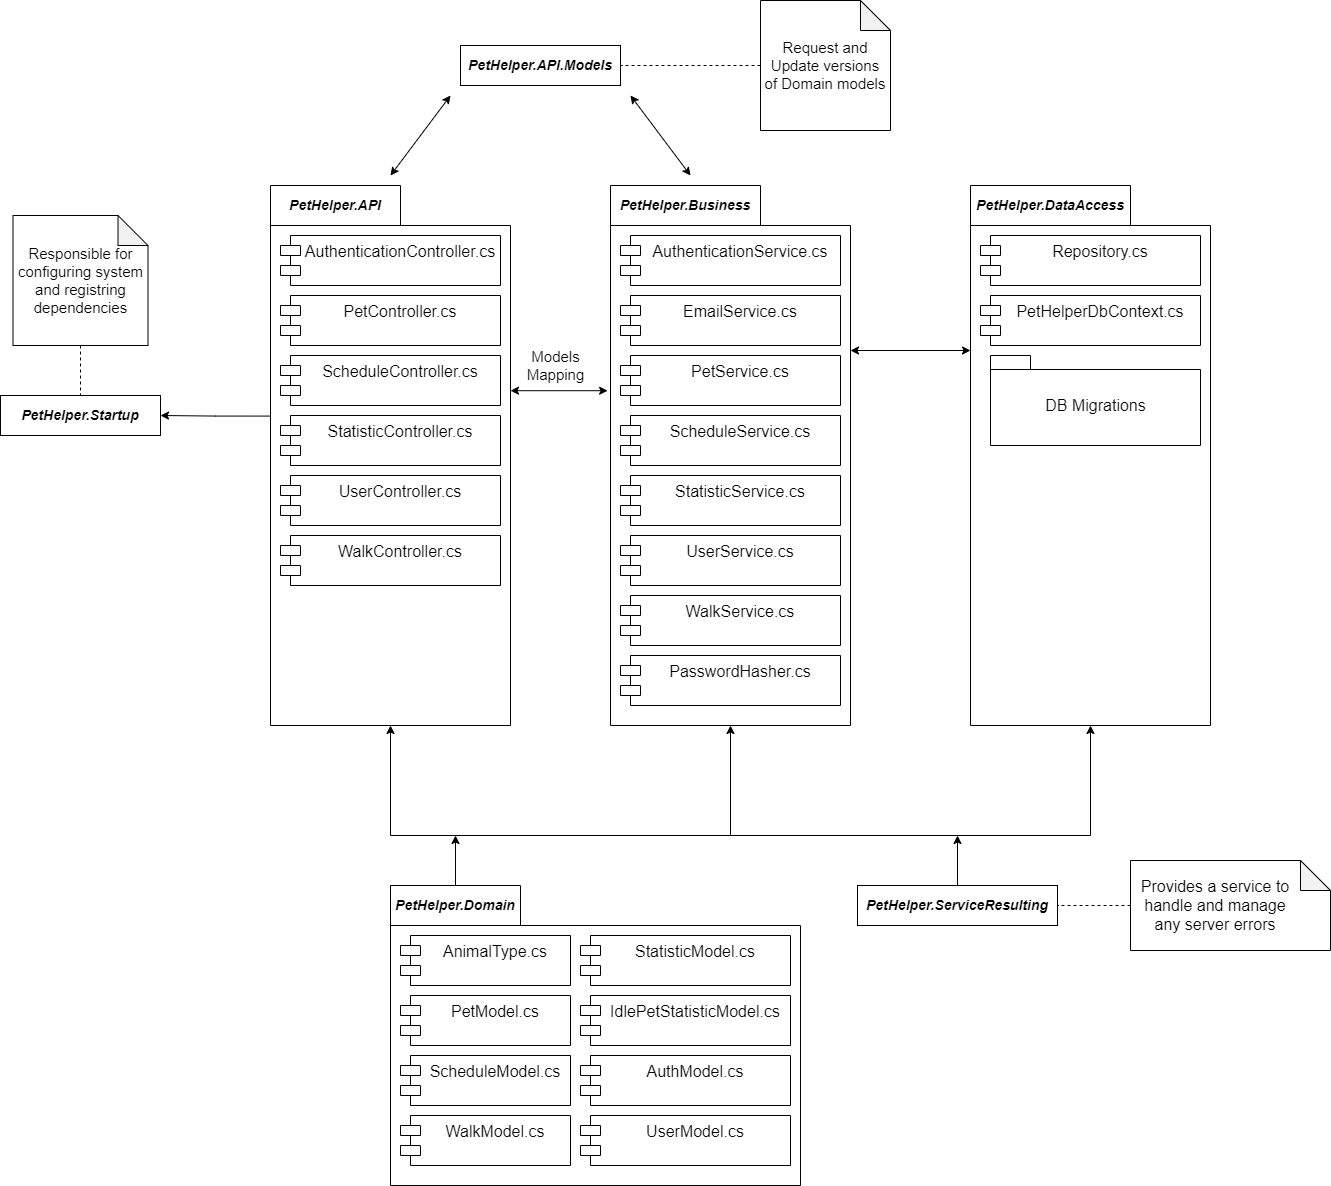 PetHelper.API.Models
Request and
Update versions
of Domain models
Responsible for
configuring system
and registring
dependencies
PetHelper.Startup
PetHelper.API
AuthenticationController.cs
PetController.cs
ScheduleController.cs
StatisticController.cs
UserController.cs
WalkController.cs
Models
Mapping
PetHelper.Business
AuthenticationService.cs
EmailService.cs
PetService.cs
ScheduleService.cs
StatisticService.cs
UserService.cs
WalkService.cs
PasswordHasher.cs
PetHelper.DataAccess
Repository.cs
PetHelperDbContext.cs
DB Migrations
PetHelper.Domain
AnimalType.cs
StatisticModel.cs
PetModel.cs
IdlePetStatisticModel.cs
ScheduleModel.cs
AuthModel.cs
WalkModel.cs
UserModel.cs
PetHelper.ServiceResulting
Provides a service to
handle and manage
any server errors